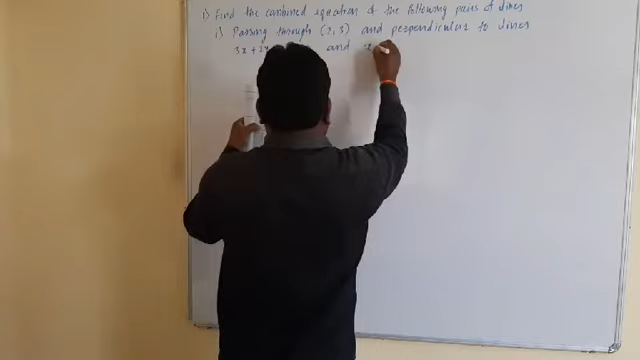 1) Find the combined equation of the following pairs of lines
i) Passing through (2,3) and perpendicular to lines
3x+2y and x